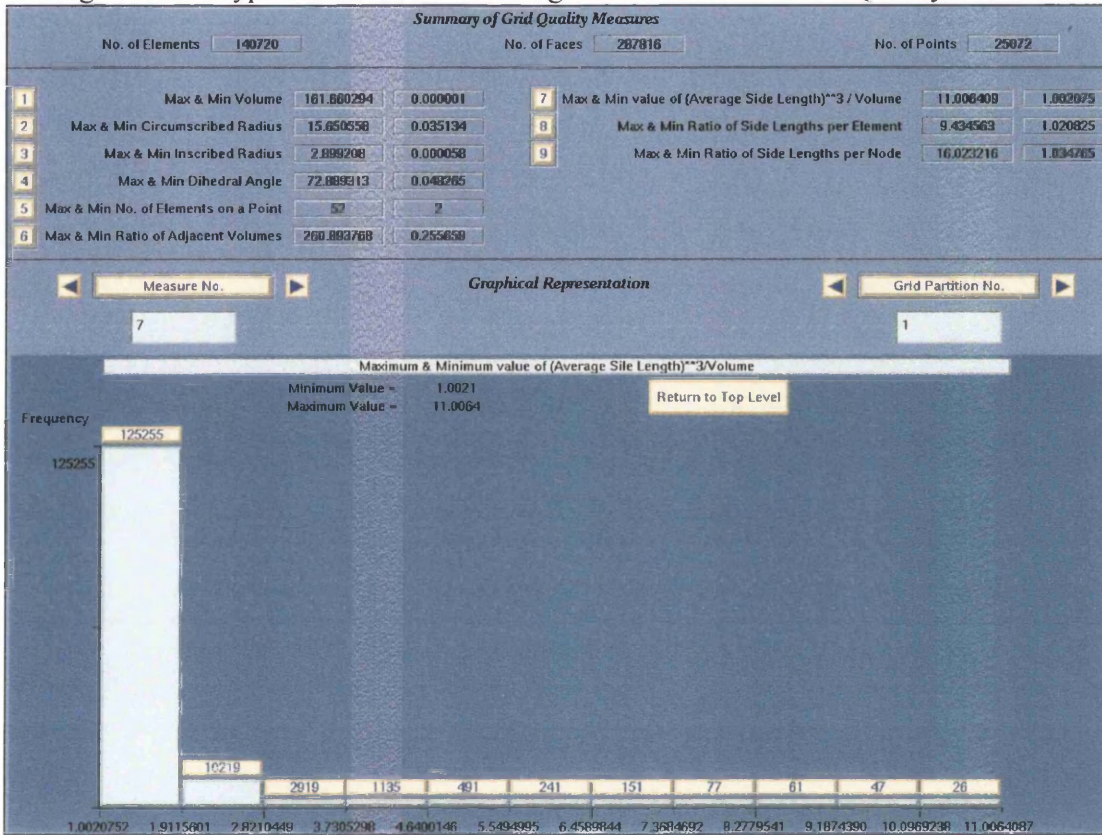 Summary of Grid Quality Measures
No. of Elements 140720 No. of Faces 287816 No. of Points 25072
1 Max & Min Volume 161.660294 0.000001
2 Max & Min Circumscribed Radius 15.650558 0.035134
3 Max & Min Inscribed Radius 2.899208 0.000058
4 Max & Min Dihedral Angle 72.889313 0.048265
5 Max & Min No. of Elements on a Point 57 2
6 Max & Min Ratio of Adjacent Volumes 260.893768 0.255659
7 Max & Min value of (Average Side Length)**3 / Volume 11.006409 1.002075
8 Max & Min Ratio of Side Lengths per Element 9.434563 1.020825
9 Max & Min Ratio of Side Lengths per Node 16.023216 1.034765
Measure No. Graphical Representation Grid Partition No.
7 1
Maximum & Minimum value of (Average Sile Length)**3/Volume
Minimum Value = 1.0021
Maximum Value = 11.0064
Return to Top Level
Frequency
125255
125255
10219
2919 1135 491 241 151 77 61 47 26
1.0020752 1.9115601 2.8210449 3.7305298 4.6400146 5.5494995 6.4589844 7.3684692 8.2779541 9.1874390 10.0969238 11.0064087